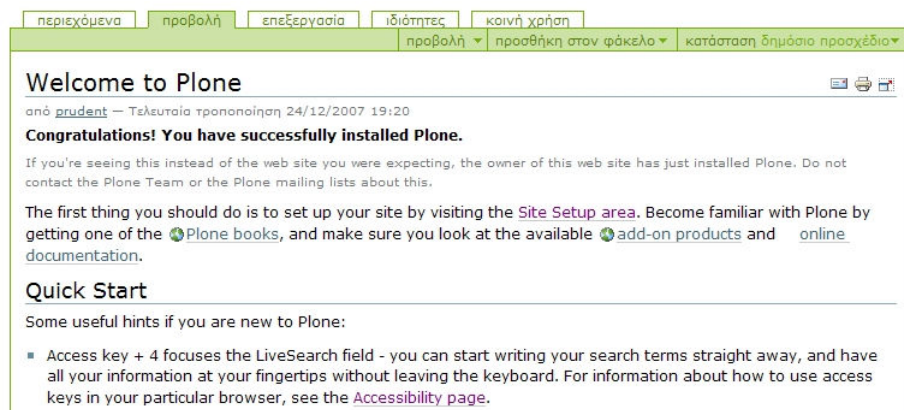 περιεχόμενα προβολή επεξεργασία ιδιότητες κοινή χρήση
προβολή προσθήκη στον φάκελο κατάσταση δημόσιο προσχέδιο
Welcome to Plone
από prudent — Τελευταία τροποποίηση 24/12/2007 19:20
Congratulations! You have successfully installed Plone.
If you're seeing this instead of the web site you were expecting, the owner of this web site has just installed Plone. Do not
contact the Plone Team or the Plone mailing lists about this.
The first thing you should do is to set up your site by visiting the Site Setup area. Become familiar with Plone by
getting one of the Plone books, and make sure you look at the available add-on products and online
documentation.
Quick Start
Some useful hints if you are new to Plone:
Access key + 4 focuses the LiveSearch field - you can start writing your search terms straight away, and have
all your information at your fingertips without leaving the keyboard. For information about how to use access
keys in your particular browser, see the Accessibility page.